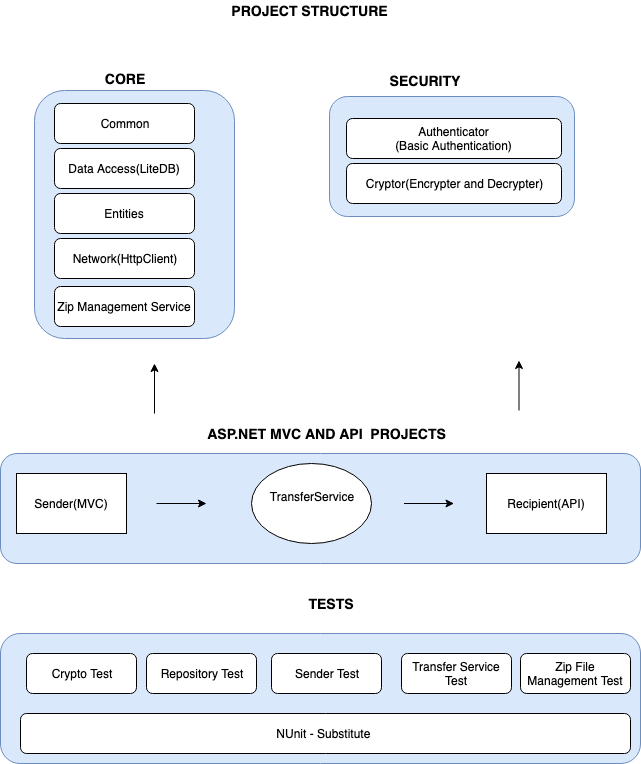 PROJECT STRUCTURE
CORE
Common
Data Access(LiteDB)
Entities
Network(HttpClient)
Zip Management Service
SECURITY
Authenticator
(Basic Authentication)
Cryptor(Encrypter and Decrypter)
ASP.NET MVC AND API PROJECTS
Sender(MVC)
TransferService
Recipient(API)
TESTS
Crypto Test
Repository Test
Sender Test
Transfer Service
Test
Zip File
Management Test
NUnit - Substitute